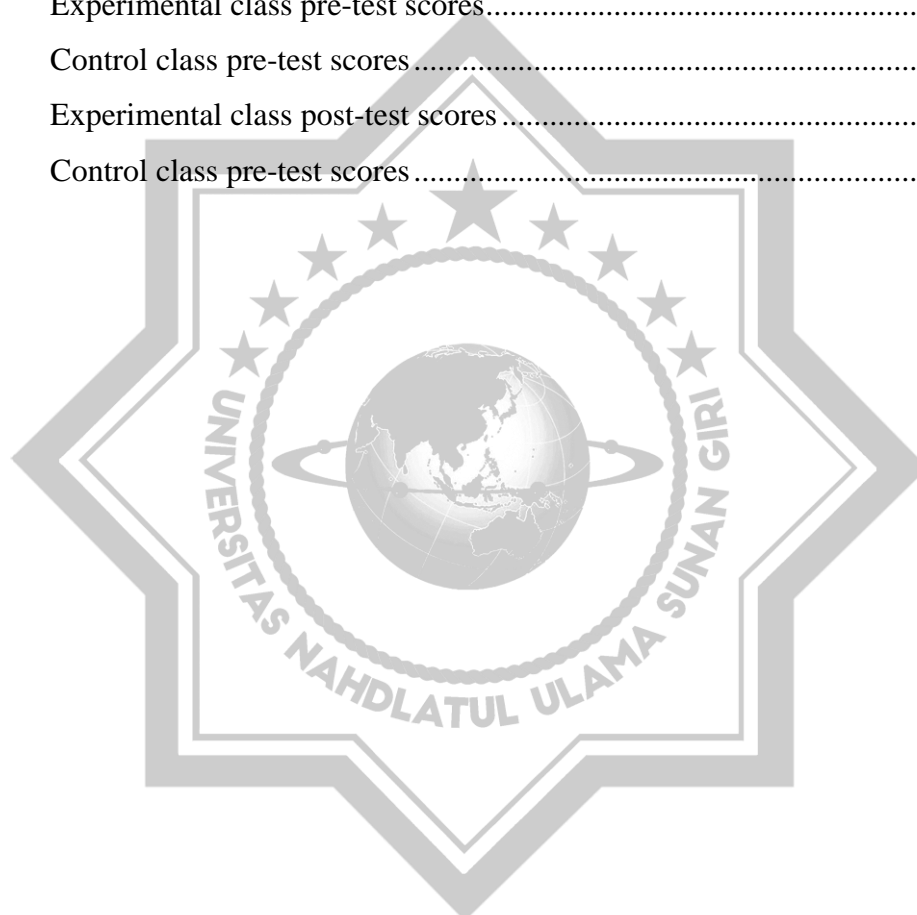 Experimental class pre-test scores
Control class pre-test scores
Experimental class post-test scores
Control class pre-test scores
UNIVERSITAS NAHDLATUL ULAMA SUNAN GIRI